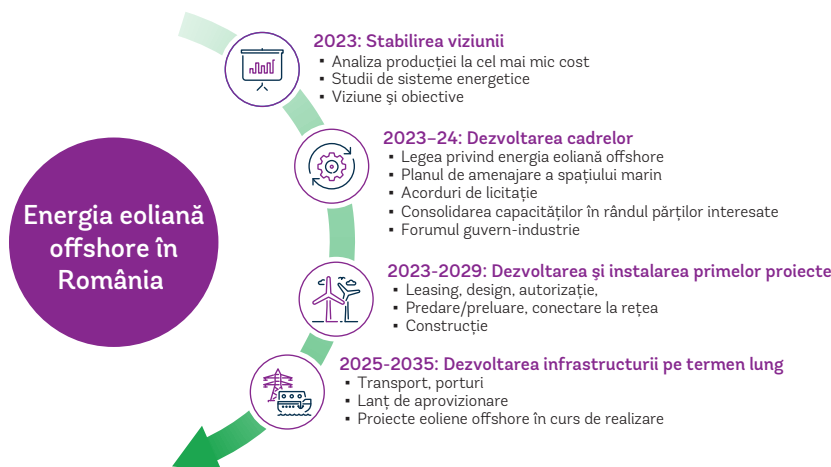 Energia eoliană
offshore în
România
2023: Stabilirea viziunii
▪ Analiza producției la cel mai mic cost
▪ Studii de sisteme energetice
▪ Viziune și obiective
2023–24: Dezvoltarea cadrelor
▪ Legea privind energia eoliană offshore
▪ Planul de amenajare a spațiului marin
▪ Acorduri de licitație
▪ Consolidarea capacităților în rândul părților interesate
▪ Forumul guvern-industrie
2023-2029: Dezvoltarea și instalarea primelor proiecte
▪ Leasing, design, autorizație,
▪ Predare/preluare, conectare la rețea
▪ Construcție
2025-2035: Dezvoltarea infrastructurii pe termen lung
▪ Transport, porturi
▪ Lanț de aprovizionare
▪ Proiecte eoliene offshore în curs de realizare